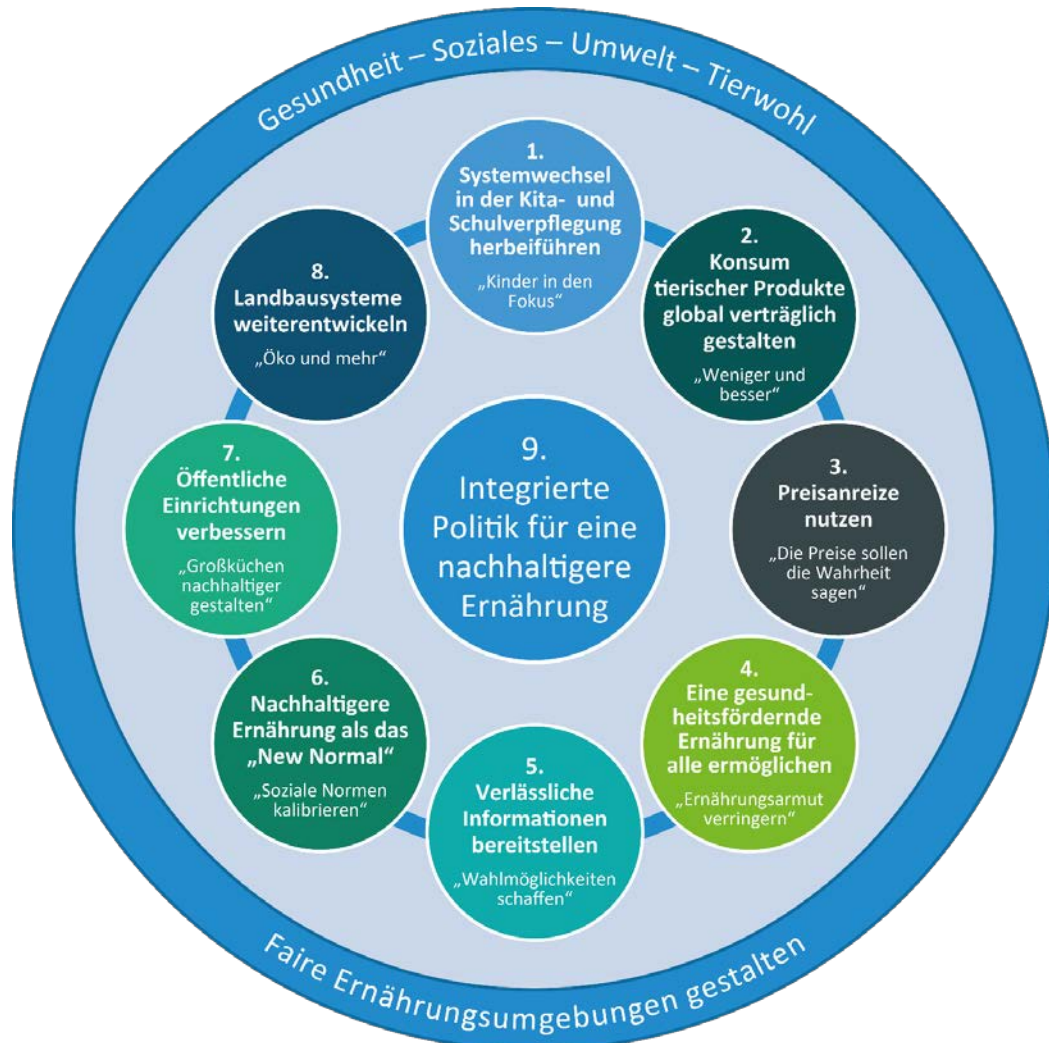 Gesundheit – Soziales – Umwelt – Tierwohl
1.
Systemwechsel
in der Kita- und
Schulverpflegung
herbeiführen
„Kinder in den
Fokus“
2.
Konsum
tierischer Produkte
global verträglich
gestalten
„Weniger und
besser“
3.
Preisanreize
nutzen
„Die Preise sollen
die Wahrheit
sagen“
4.
Eine gesund-
heitsfördernde
Ernährung für
alle ermöglichen
„Ernährungsarmut
verringern“
5.
Verlässliche
Informationen
bereitstellen
„Wahlmöglichkeiten
schaffen“
6.
Nachhaltigere
Ernährung als das
„New Normal“
„Soziale Normen
kalibrieren“
7.
Öffentliche
Einrichtungen
verbessern
„Großküchen
nachhaltiger
gestalten“
8.
Landbausysteme
weiterentwickeln
„Öko und mehr“
9.
Integrierte
Politik für eine
nachhaltigere
Ernährung
Faire Ernährungsumgebungen gestalten